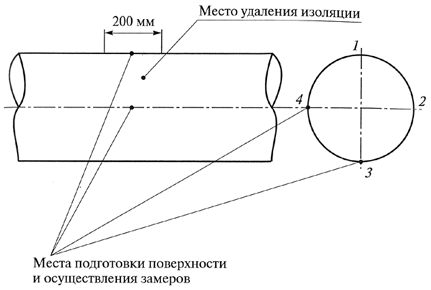 Место удаления изоляции
200 мм
1
4
2
3
Места подготовки поверхности
и осуществления замеров